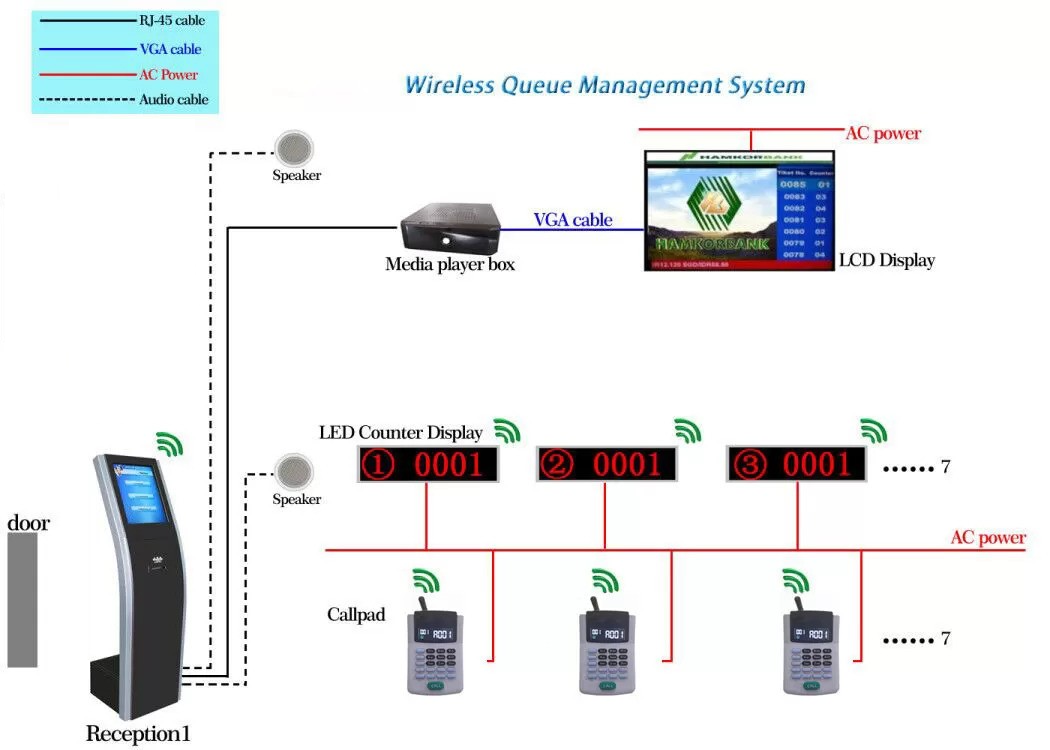 RJ-45 cable
VGA cable
AC Power
Audio cable
Wireless Queue Management System
AC power
Speaker
HAMKORBANK
Counter
0085 01
0083 03
0082 04
0081 03
0080 02
0079 01
0078 04
HAMKORBANK
VGA cable
Media player box
LCD Display
LED Counter Display
① 0001
② 0001
③ 0001
...... 7
Speaker
door
AC power
Callpad
001 A001
001 A001
001 A001
...... 7
Reception1